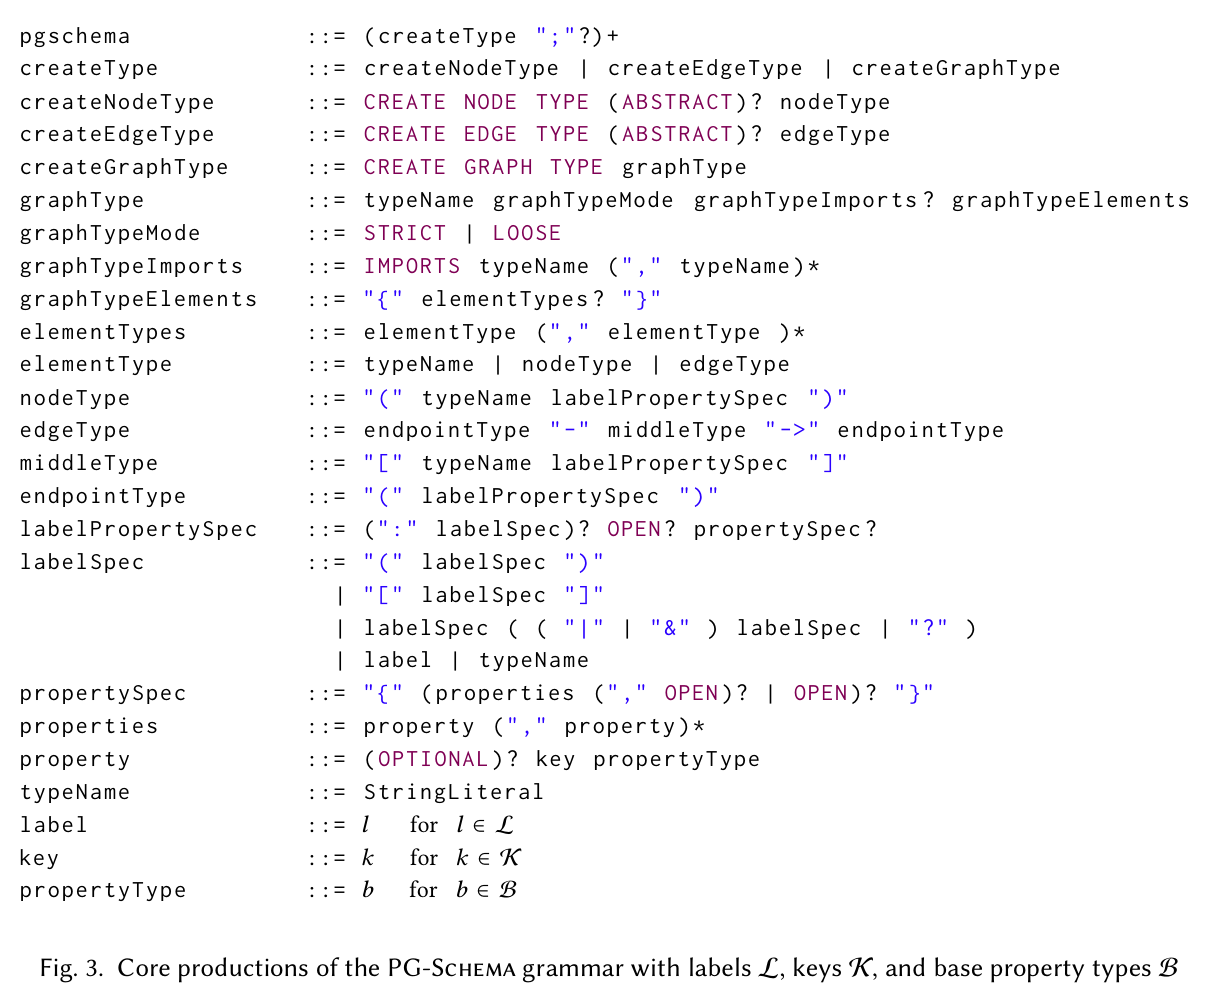 pgschema ::= (createType ";"?)+
createType ::= createNodeType | createEdgeType | createGraphType
createNodeType ::= CREATE NODE TYPE (ABSTRACT)? nodeType
createEdgeType ::= CREATE EDGE TYPE (ABSTRACT)? edgeType
createGraphType ::= CREATE GRAPH TYPE graphType
graphType ::= typeName graphTypeMode graphTypeImports? graphTypeElements
graphTypeMode ::= STRICT | LOOSE
graphTypeImports ::= IMPORTS typeName ("," typeName)*
graphTypeElements ::= "{" elementTypes? "}"
elementTypes ::= elementType ("," elementType )*
elementType ::= typeName | nodeType | edgeType
nodeType ::= "(" typeName labelPropertySpec ")"
edgeType ::= endpointType "-" middleType "->" endpointType
middleType ::= "[" typeName labelPropertySpec "]"
endpointType ::= "(" labelPropertySpec ")"
labelPropertySpec ::= (":" labelSpec)? OPEN? propertySpec?
labelSpec ::= "(" labelSpec ")"
| "[" labelSpec "]"
| labelSpec ( ( "|" | "&" ) labelSpec | "?" )
| label | typeName
propertySpec ::= "{" (properties ("," OPEN)? | OPEN)? "}"
properties ::= property ("," property)*
property ::= (OPTIONAL)? key propertyType
typeName ::= StringLiteral
label ::= l for l ∈ ℒ
key ::= k for k ∈ 𝒦
propertyType ::= b for b ∈ ℬ
Fig. 3. Core productions of the PG-Schema grammar with labels ℒ, keys 𝒦, and base property types ℬ